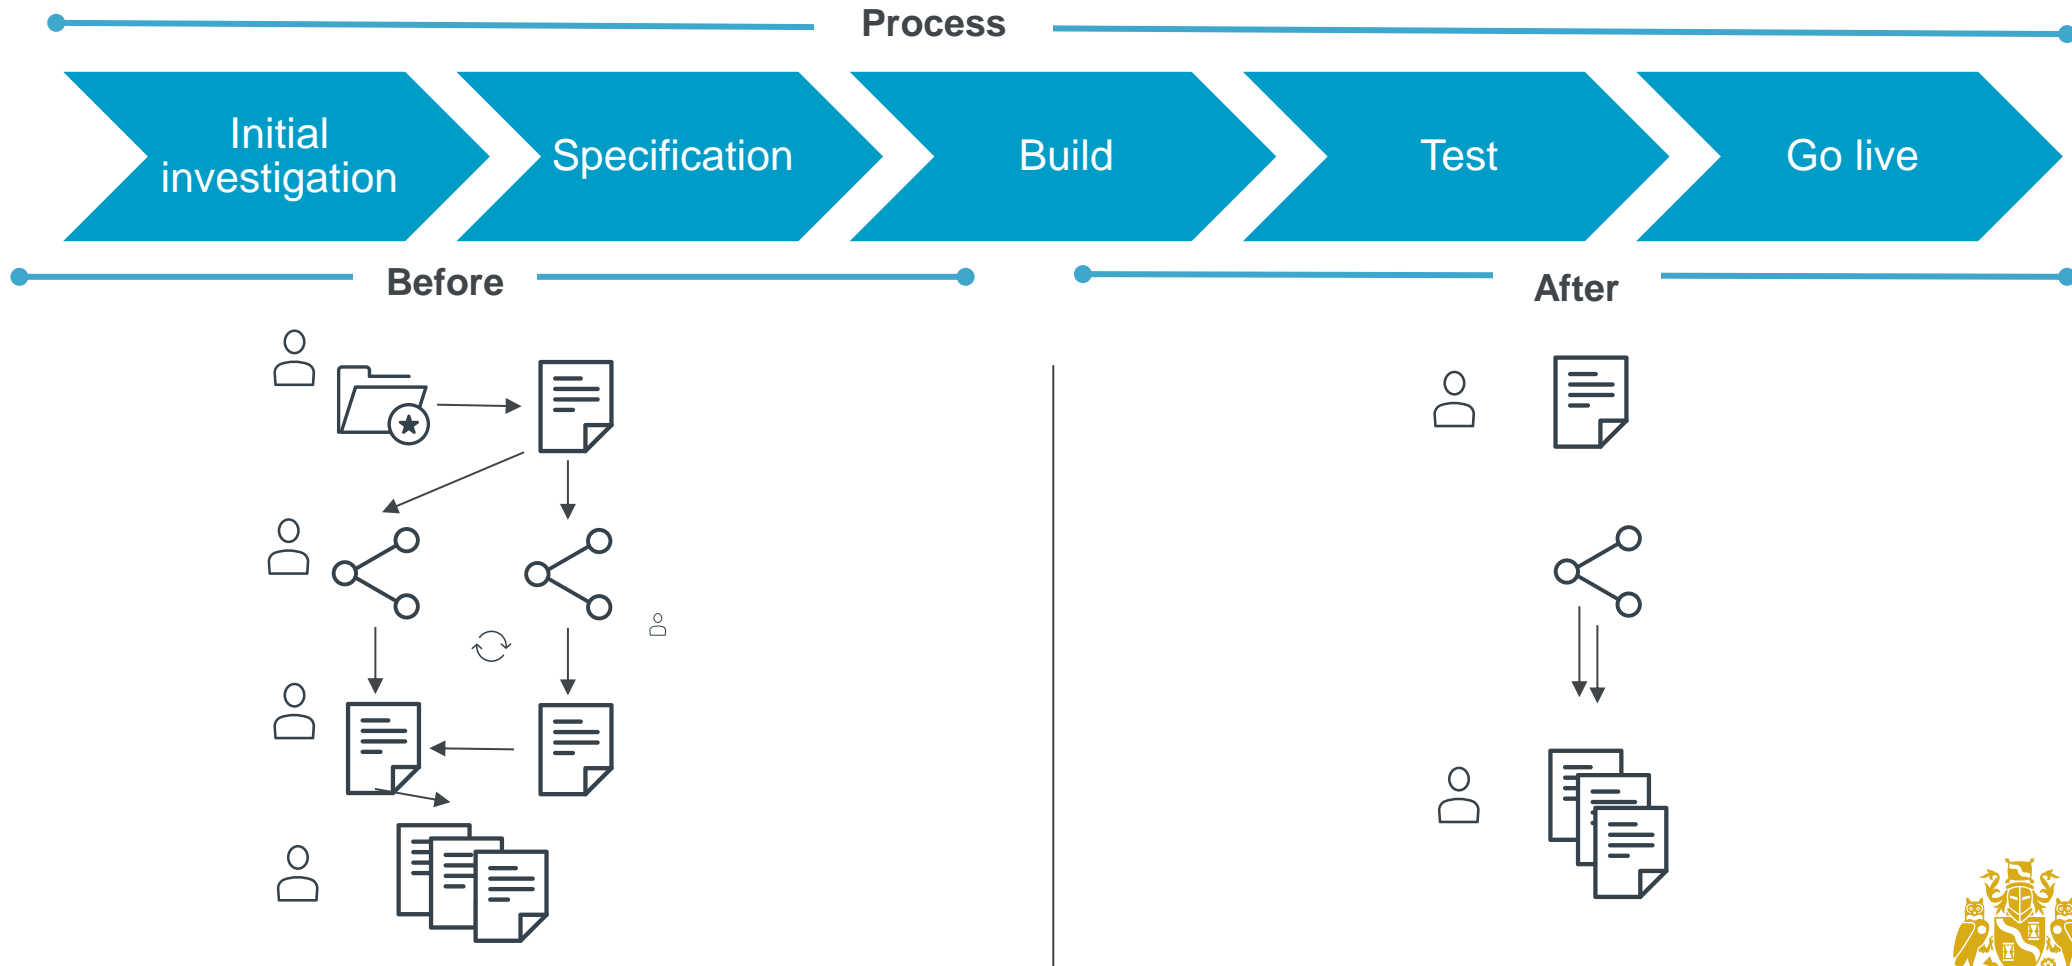 Process
Initial
investigation
Specification
Build
Test
Go live
Before
After